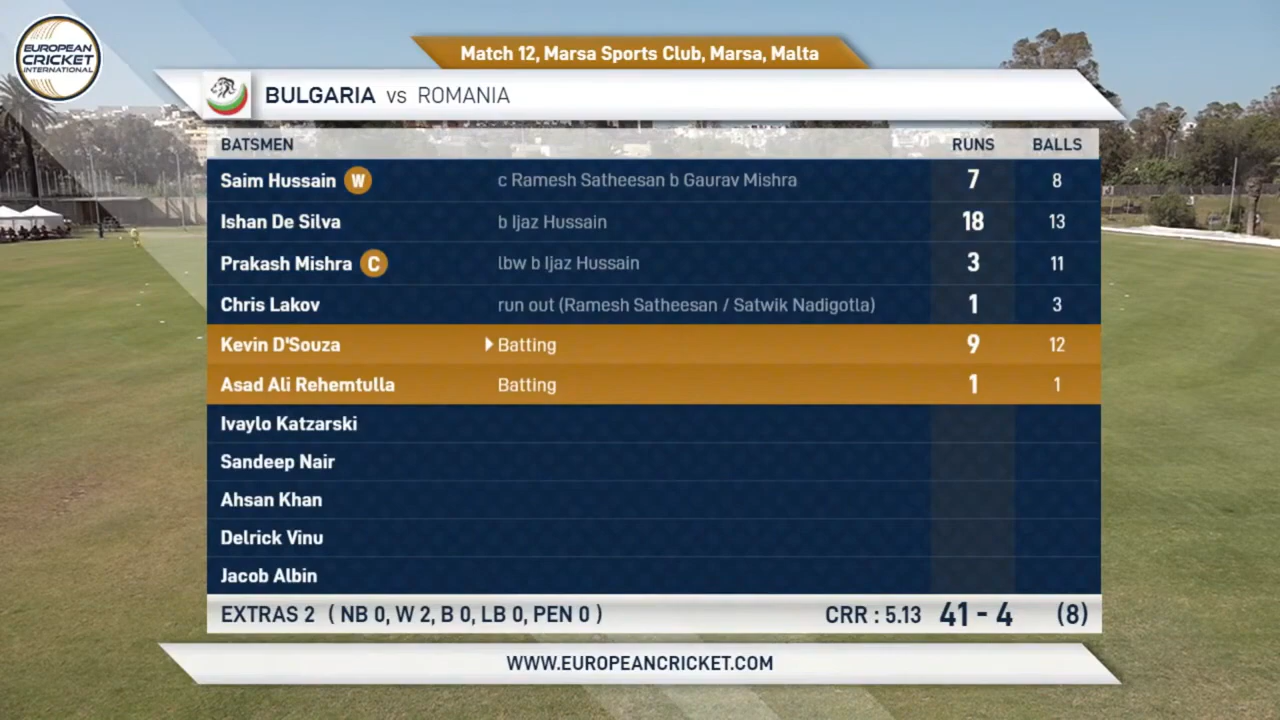 EUROPEAN
CRICKET
INTERNATIONAL
Match 12, Marsa Sports Club, Marsa, Malta
BULGARIA vs ROMANIA
BATSMEN RUNS BALLS
Saim Hussain W c Ramesh Satheesan b Gaurav Mishra 7 8
Ishan De Silva b Ijaz Hussain 18 13
Prakash Mishra C lbw b Ijaz Hussain 3 11
Chris Lakov run out (Ramesh Satheesan / Satwik Nadigotla) 1 3
Kevin D'Souza Batting 9 12
Asad Ali Rehemtulla Batting 1 1
Ivaylo Katzarski
Sandeep Nair
Ahsan Khan
Delrick Vinu
Jacob Albin
EXTRAS 2 ( NB 0, W 2, B 0, LB 0, PEN 0 ) CRR : 5.13 41 - 4 (8)
WWW.EUROPEANCRICKET.COM